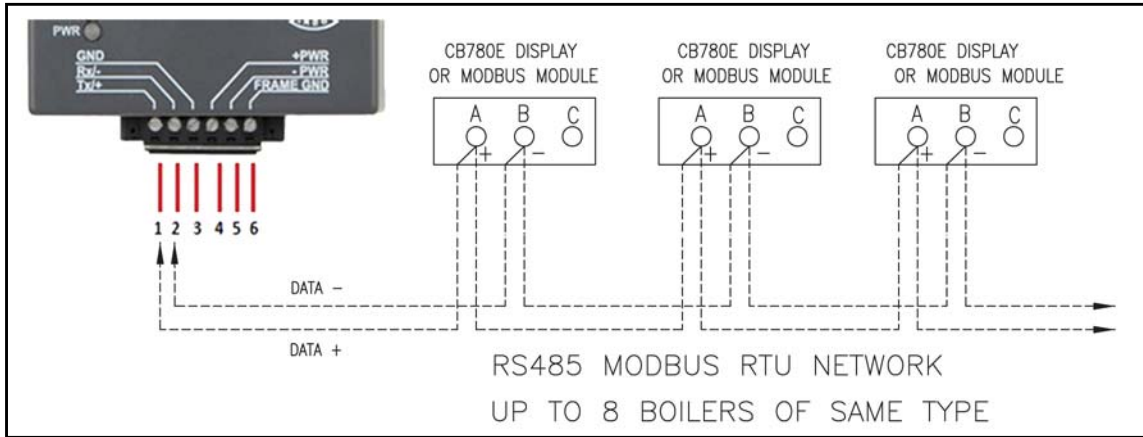 PWR
GND
Rx/-
Tx/+
+PWR
- PWR
FRAME GND
1 2 3 4 5 6
CB780E DISPLAY
OR MODBUS MODULE
A B C
+ -
CB780E DISPLAY
OR MODBUS MODULE
A B C
+ -
CB780E DISPLAY
OR MODBUS MODULE
A B C
+ -
DATA -
DATA +
RS485 MODBUS RTU NETWORK
UP TO 8 BOILERS OF SAME TYPE